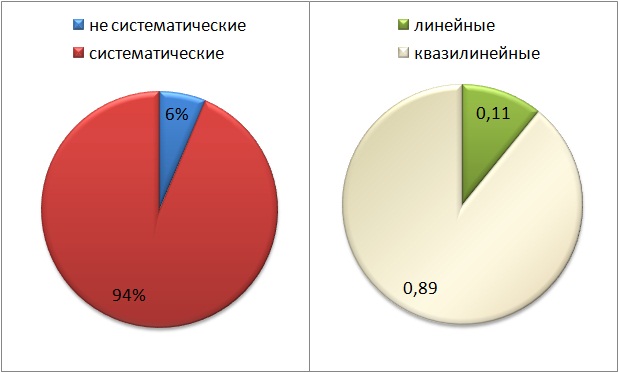 не систематические
систематические
6%
94%
линейные
квазилинейные
0,11
0,89